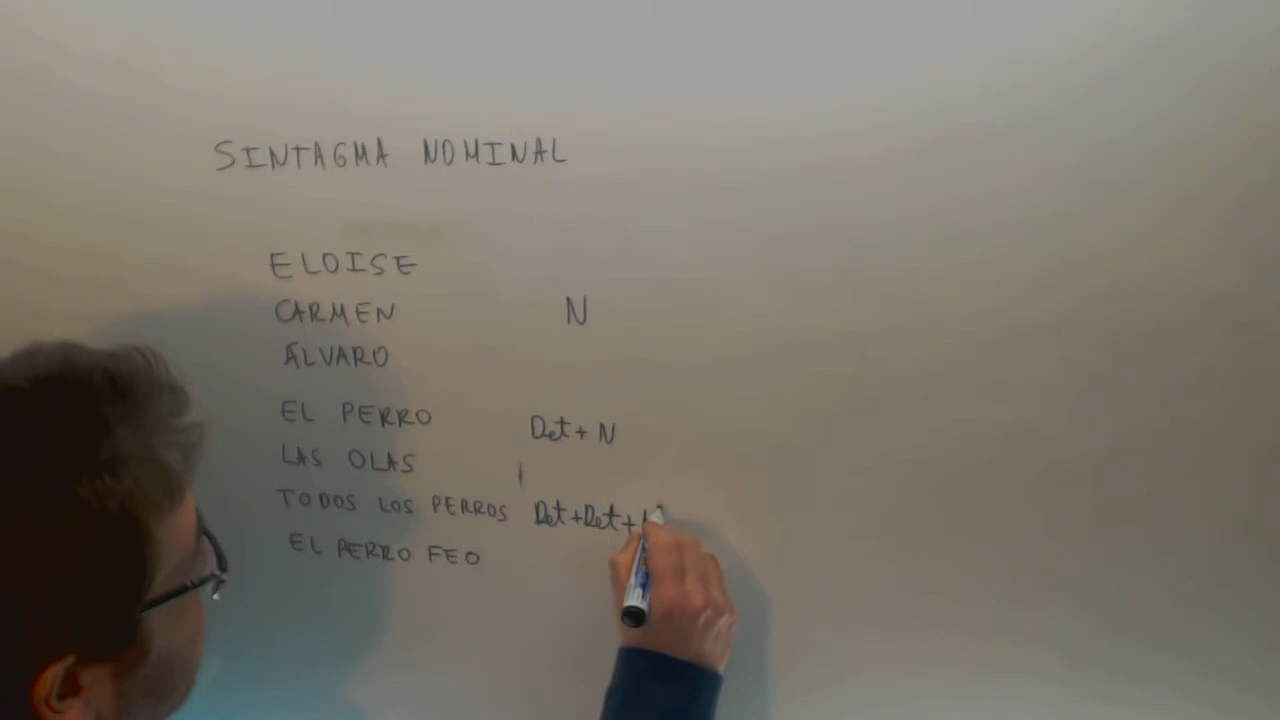 SINTAGMA NOMINAL
ELOISE
CARMEN N
ÁLVARO
EL PERRO Det + N
LAS OLAS
TODOS LOS PERROS Det + Det + N
EL PERRO FEO